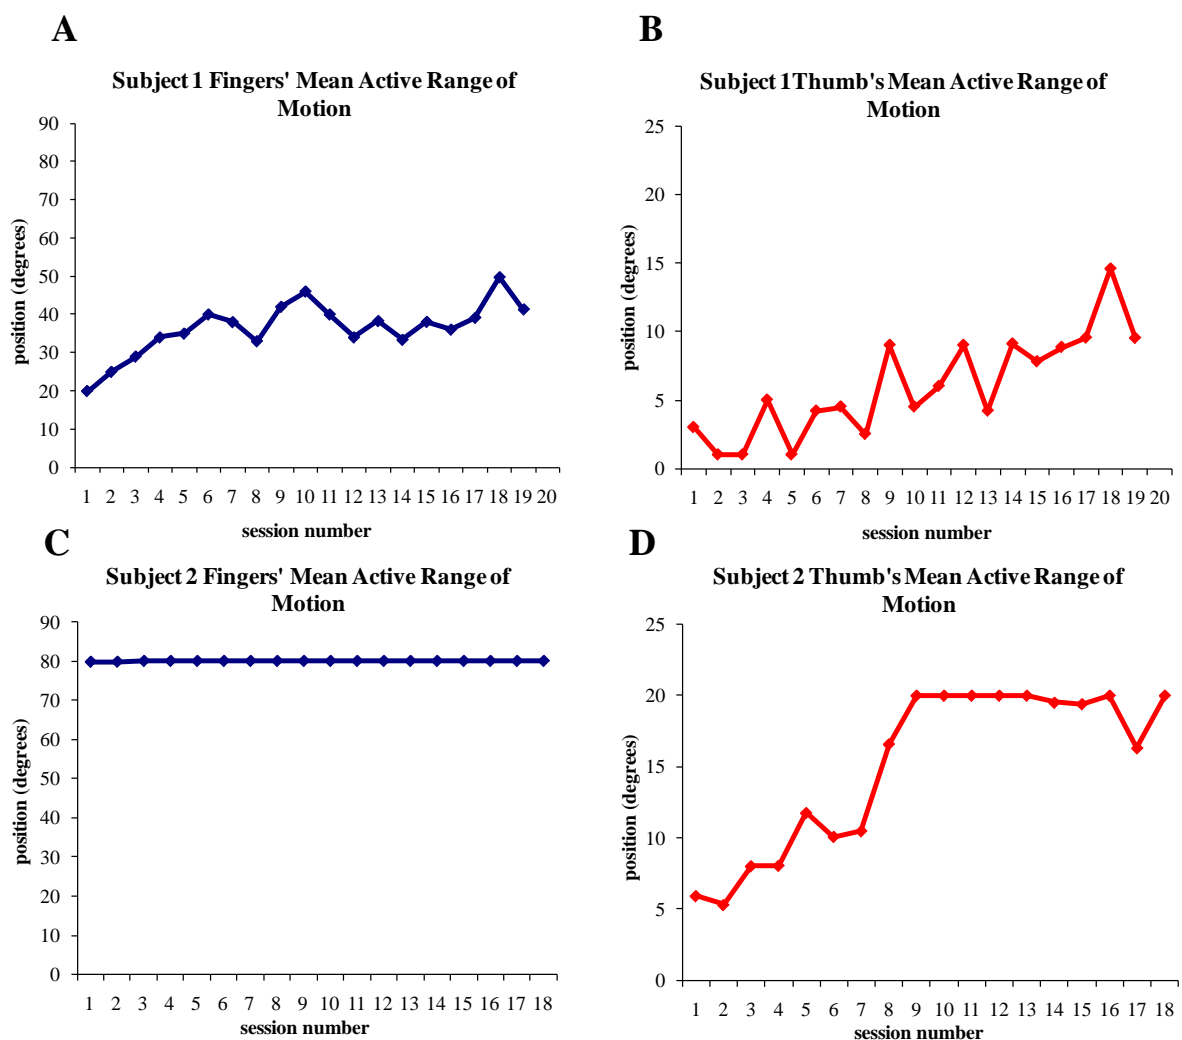 A
Subject 1 Fingers' Mean Active Range of
Motion
90
80
70
60
50
40
30
20
10
0
position (degrees)
1 2 3 4 5 6 7 8 9 10 11 12 13 14 15 16 17 18 19 20
session number
B
Subject 1Thumb's Mean Active Range of
Motion
25
20
15
10
5
0
position (degrees)
1 2 3 4 5 6 7 8 9 10 11 12 13 14 15 16 17 18 19 20
session number
C
Subject 2 Fingers' Mean Active Range of
Motion
90
80
70
60
50
40
30
20
10
0
position (degrees)
1 2 3 4 5 6 7 8 9 10 11 12 13 14 15 16 17 18
session number
D
Subject 2 Thumb's Mean Active Range of
Motion
25
20
15
10
5
0
position (degrees)
1 2 3 4 5 6 7 8 9 10 11 12 13 14 15 16 17 18
session number